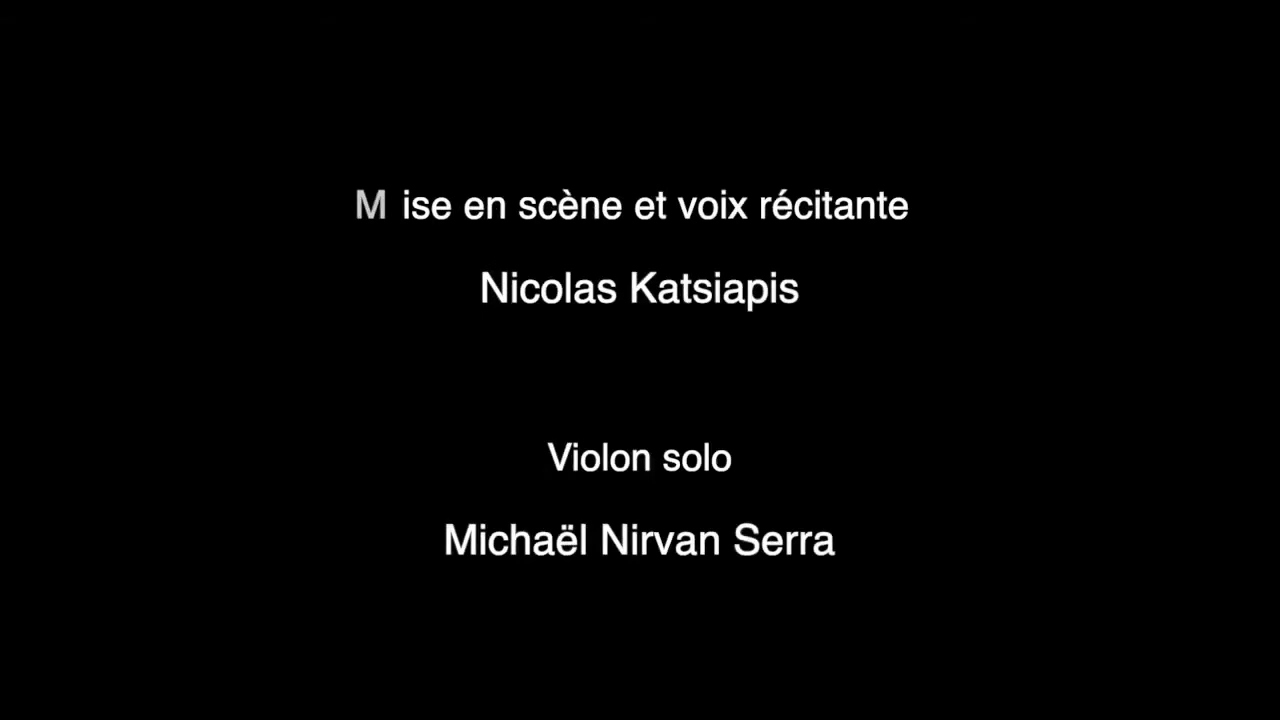 Mise en scène et voix récitante
Nicolas Katsiapis
Violon solo
Michaël Nirvan Serra